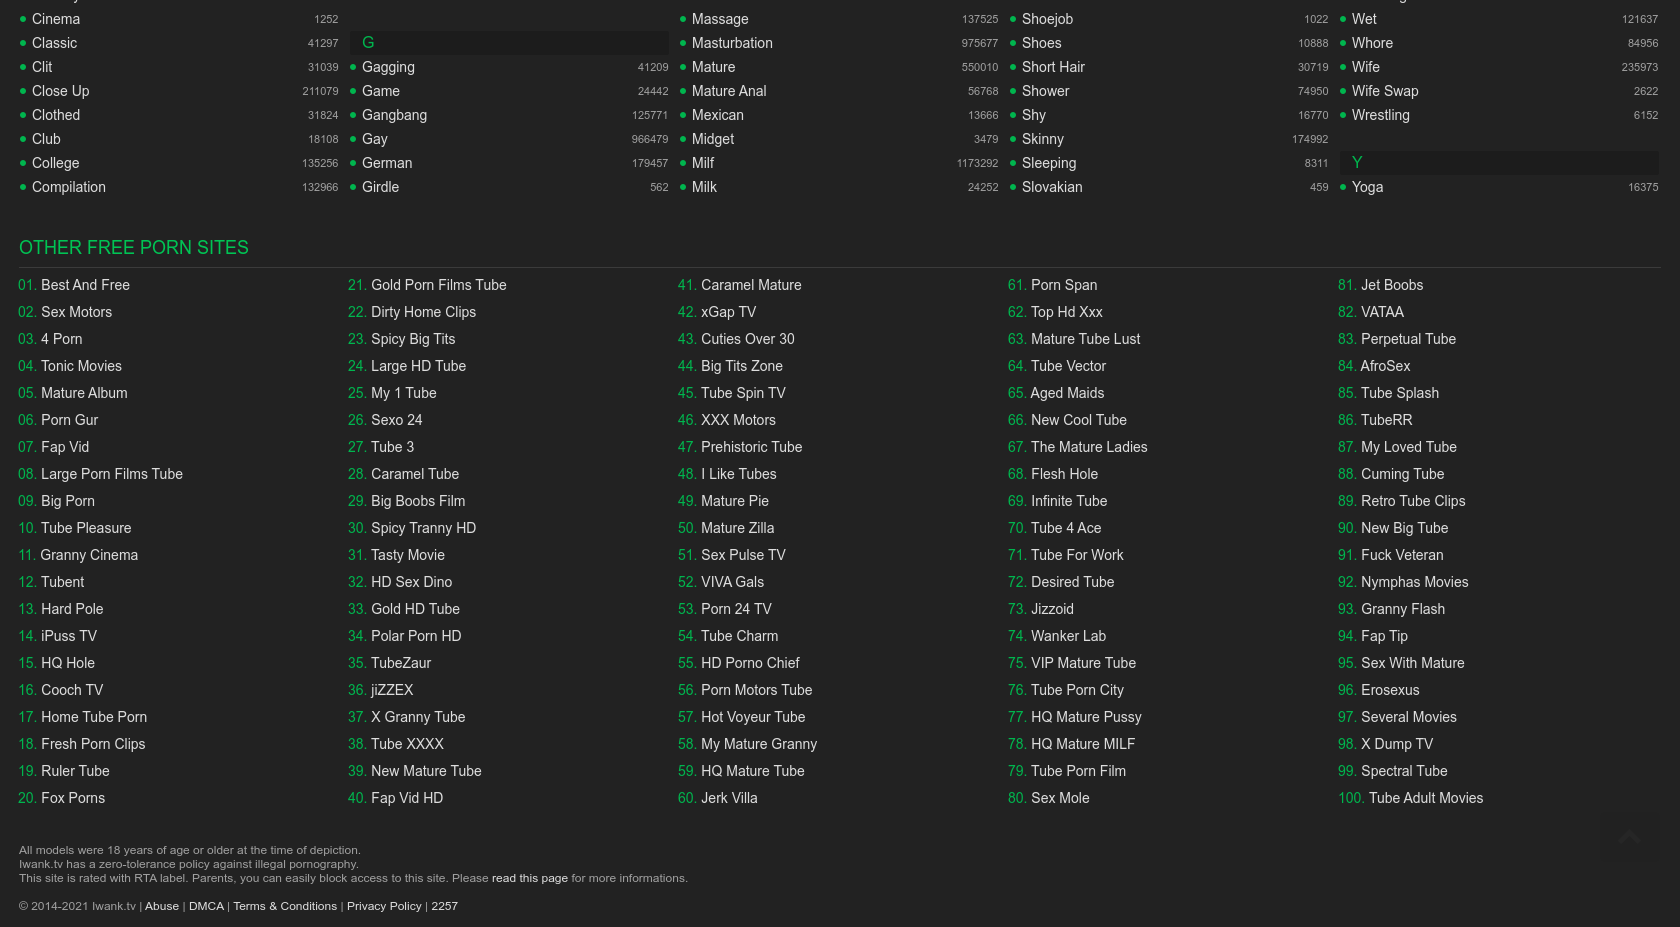 Cinema 1252
Classic 41297
Clit 31039
Close Up 211079
Clothed 31824
Club 18108
College 135256
Compilation 132966
G
Gagging 41209
Game 24442
Gangbang 125771
Gay 966479
German 179457
Girdle 562
Massage 137525
Masturbation 975677
Mature 550010
Mature Anal 56768
Mexican 13666
Midget 3479
Milf 1173292
Milk 24252
Shoejob 1022
Shoes 10888
Short Hair 30719
Shower 74950
Shy 16770
Skinny 174992
Sleeping 8311
Slovakian 459
Wet 121637
Whore 84956
Wife 235973
Wife Swap 2622
Wrestling 6152
Y
Yoga 16375
OTHER FREE PORN SITES
01. Best And Free
02. Sex Motors
03. 4 Porn
04. Tonic Movies
05. Mature Album
06. Porn Gur
07. Fap Vid
08. Large Porn Films Tube
09. Big Porn
10. Tube Pleasure
11. Granny Cinema
12. Tubent
13. Hard Pole
14. iPuss TV
15. HQ Hole
16. Cooch TV
17. Home Tube Porn
18. Fresh Porn Clips
19. Ruler Tube
20. Fox Porns
21. Gold Porn Films Tube
22. Dirty Home Clips
23. Spicy Big Tits
24. Large HD Tube
25. My 1 Tube
26. Sexo 24
27. Tube 3
28. Caramel Tube
29. Big Boobs Film
30. Spicy Tranny HD
31. Tasty Movie
32. HD Sex Dino
33. Gold HD Tube
34. Polar Porn HD
35. TubeZaur
36. jiZZEX
37. X Granny Tube
38. Tube XXXX
39. New Mature Tube
40. Fap Vid HD
41. Caramel Mature
42. xGap TV
43. Cuties Over 30
44. Big Tits Zone
45. Tube Spin TV
46. XXX Motors
47. Prehistoric Tube
48. I Like Tubes
49. Mature Pie
50. Mature Zilla
51. Sex Pulse TV
52. VIVA Gals
53. Porn 24 TV
54. Tube Charm
55. HD Porno Chief
56. Porn Motors Tube
57. Hot Voyeur Tube
58. My Mature Granny
59. HQ Mature Tube
60. Jerk Villa
61. Porn Span
62. Top Hd Xxx
63. Mature Tube Lust
64. Tube Vector
65. Aged Maids
66. New Cool Tube
67. The Mature Ladies
68. Flesh Hole
69. Infinite Tube
70. Tube 4 Ace
71. Tube For Work
72. Desired Tube
73. Jizzoid
74. Wanker Lab
75. VIP Mature Tube
76. Tube Porn City
77. HQ Mature Pussy
78. HQ Mature MILF
79. Tube Porn Film
80. Sex Mole
81. Jet Boobs
82. VATAA
83. Perpetual Tube
84. AfroSex
85. Tube Splash
86. TubeRR
87. My Loved Tube
88. Cuming Tube
89. Retro Tube Clips
90. New Big Tube
91. Fuck Veteran
92. Nymphas Movies
93. Granny Flash
94. Fap Tip
95. Sex With Mature
96. Erosexus
97. Several Movies
98. X Dump TV
99. Spectral Tube
100. Tube Adult Movies
All models were 18 years of age or older at the time of depiction.
Iwank.tv has a zero-tolerance policy against illegal pornography.
This site is rated with RTA label. Parents, you can easily block access to this site. Please read this page for more informations.
© 2014-2021 Iwank.tv | Abuse | DMCA | Terms & Conditions | Privacy Policy | 2257